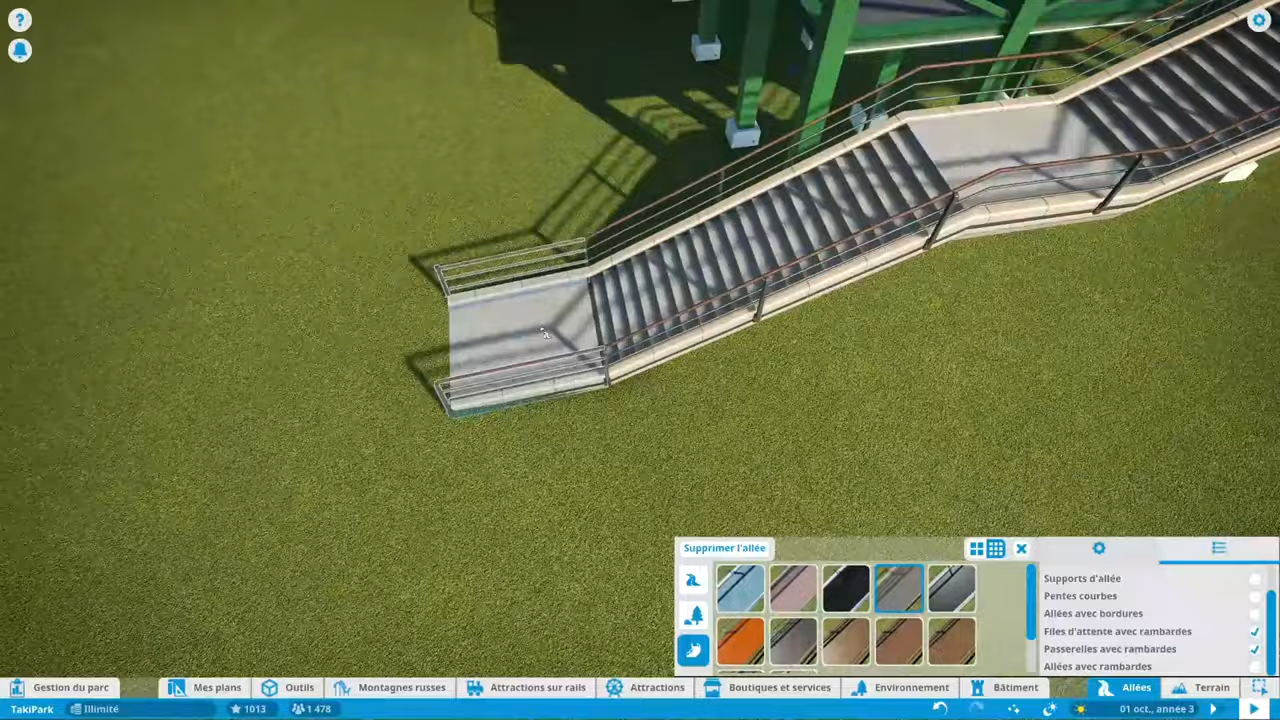 ?
Supprimer l'allée
Supports d'allée
Pentes courbes
Allées avec bordures
Files d'attente avec rambardes
Passerelles avec rambardes
Allées avec rambardes
Gestion du parc
Mes plans
Outils
Montagnes russes
Attractions sur rails
Attractions
Boutiques et services
Environnement
Bâtiment
Allées
Terrain
TakiPark
Illimité
1013
1 478
01 oct., année 3